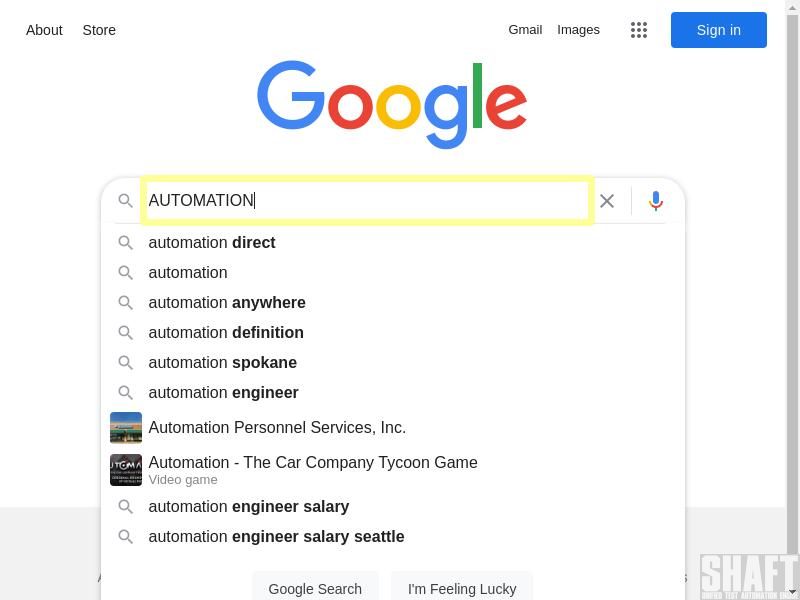 About Store Gmail Images Sign in
Google
AUTOMATION
automation direct
automation
automation anywhere
automation definition
automation spokane
automation engineer
Automation Personnel Services, Inc.
Automation - The Car Company Tycoon Game
Video game
automation engineer salary
automation engineer salary seattle
Google Search I'm Feeling Lucky
SHAFT